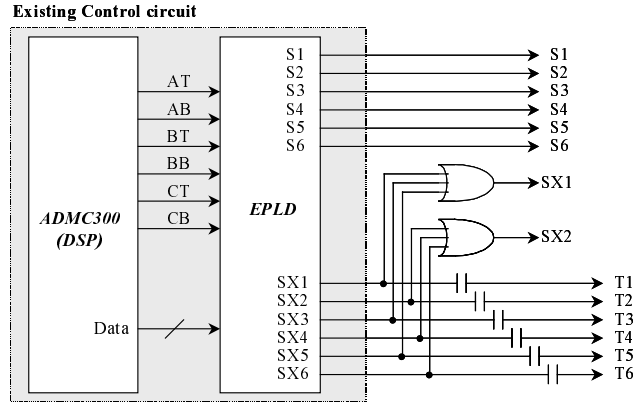 Existing Control circuit
S1 S1
S2 S2
AT S3 S3
AB S4 S4
S5 S5
BT S6 S6
BB
CT SX1
ADMC300 EPLD
(DSP) CB
SX2
SX1 T1
SX2 T2
SX3 T3
Data SX4 T4
SX5 T5
SX6 T6